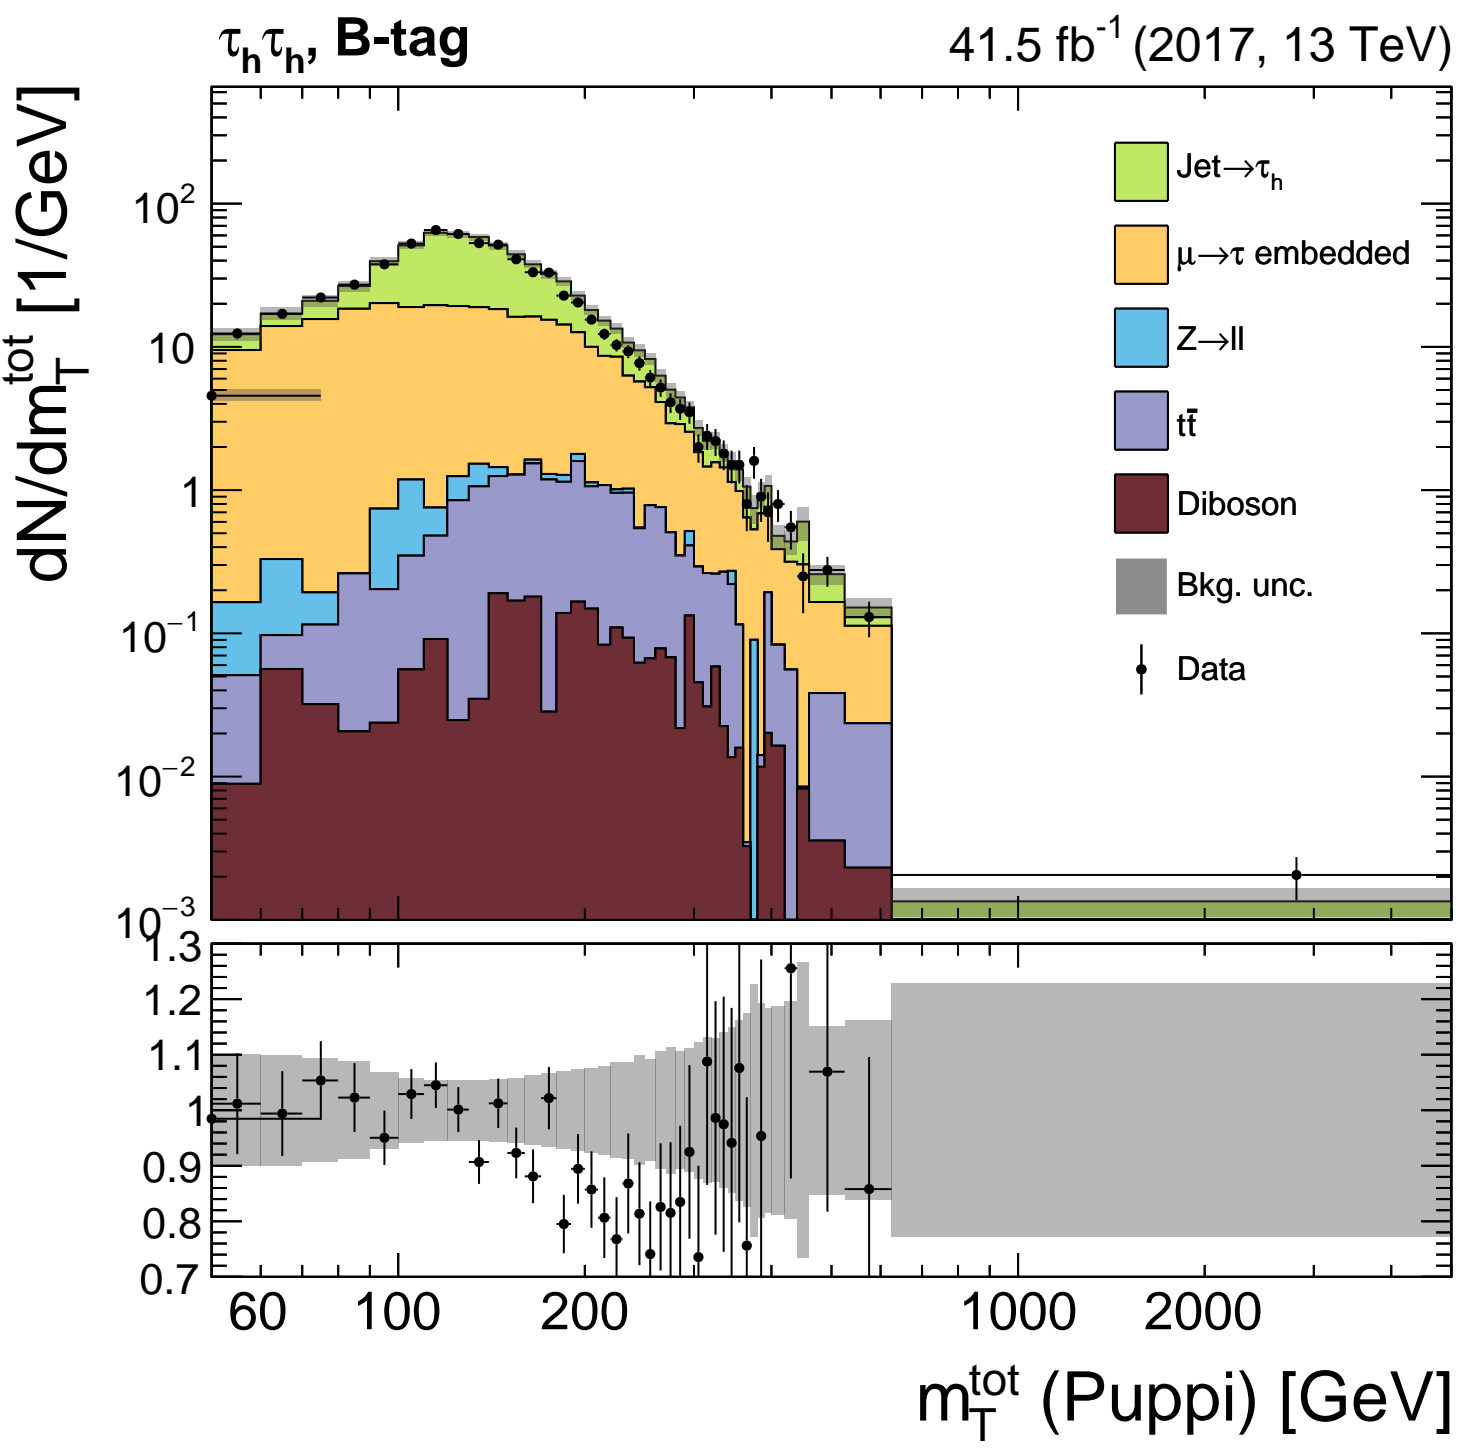 τhτh, B-tag
41.5 fb-1 (2017, 13 TeV)
dN/dmTtot [1/GeV]
10²
10
1
10−1
10−2
10−3
Jet→τh
μ→τ embedded
Z→ll
tt̄
Diboson
Bkg. unc.
Data
1.3
1.2
1.1
1
0.9
0.8
0.7
60 100 200 1000 2000
mTtot (Puppi) [GeV]